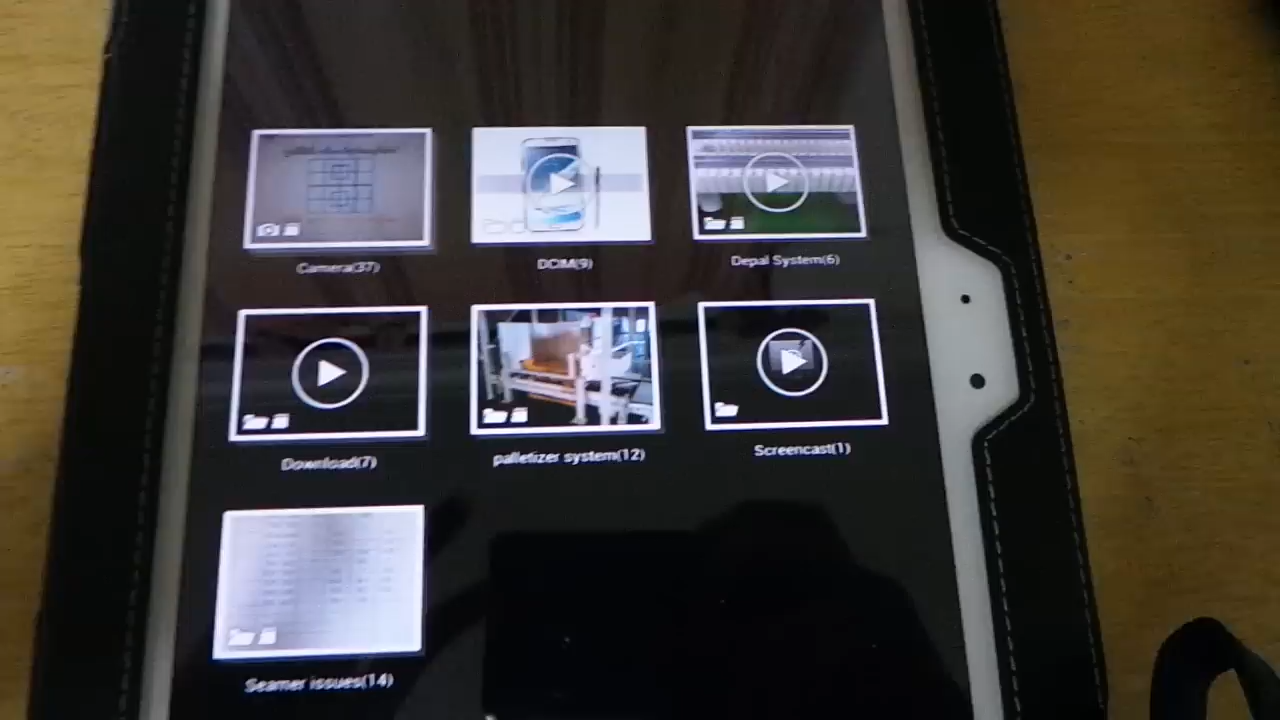 Camera(37)
DCIM(9)
Depal System(6)
Download(7)
palletizer system(12)
Screencast(1)
Seamer issues(14)